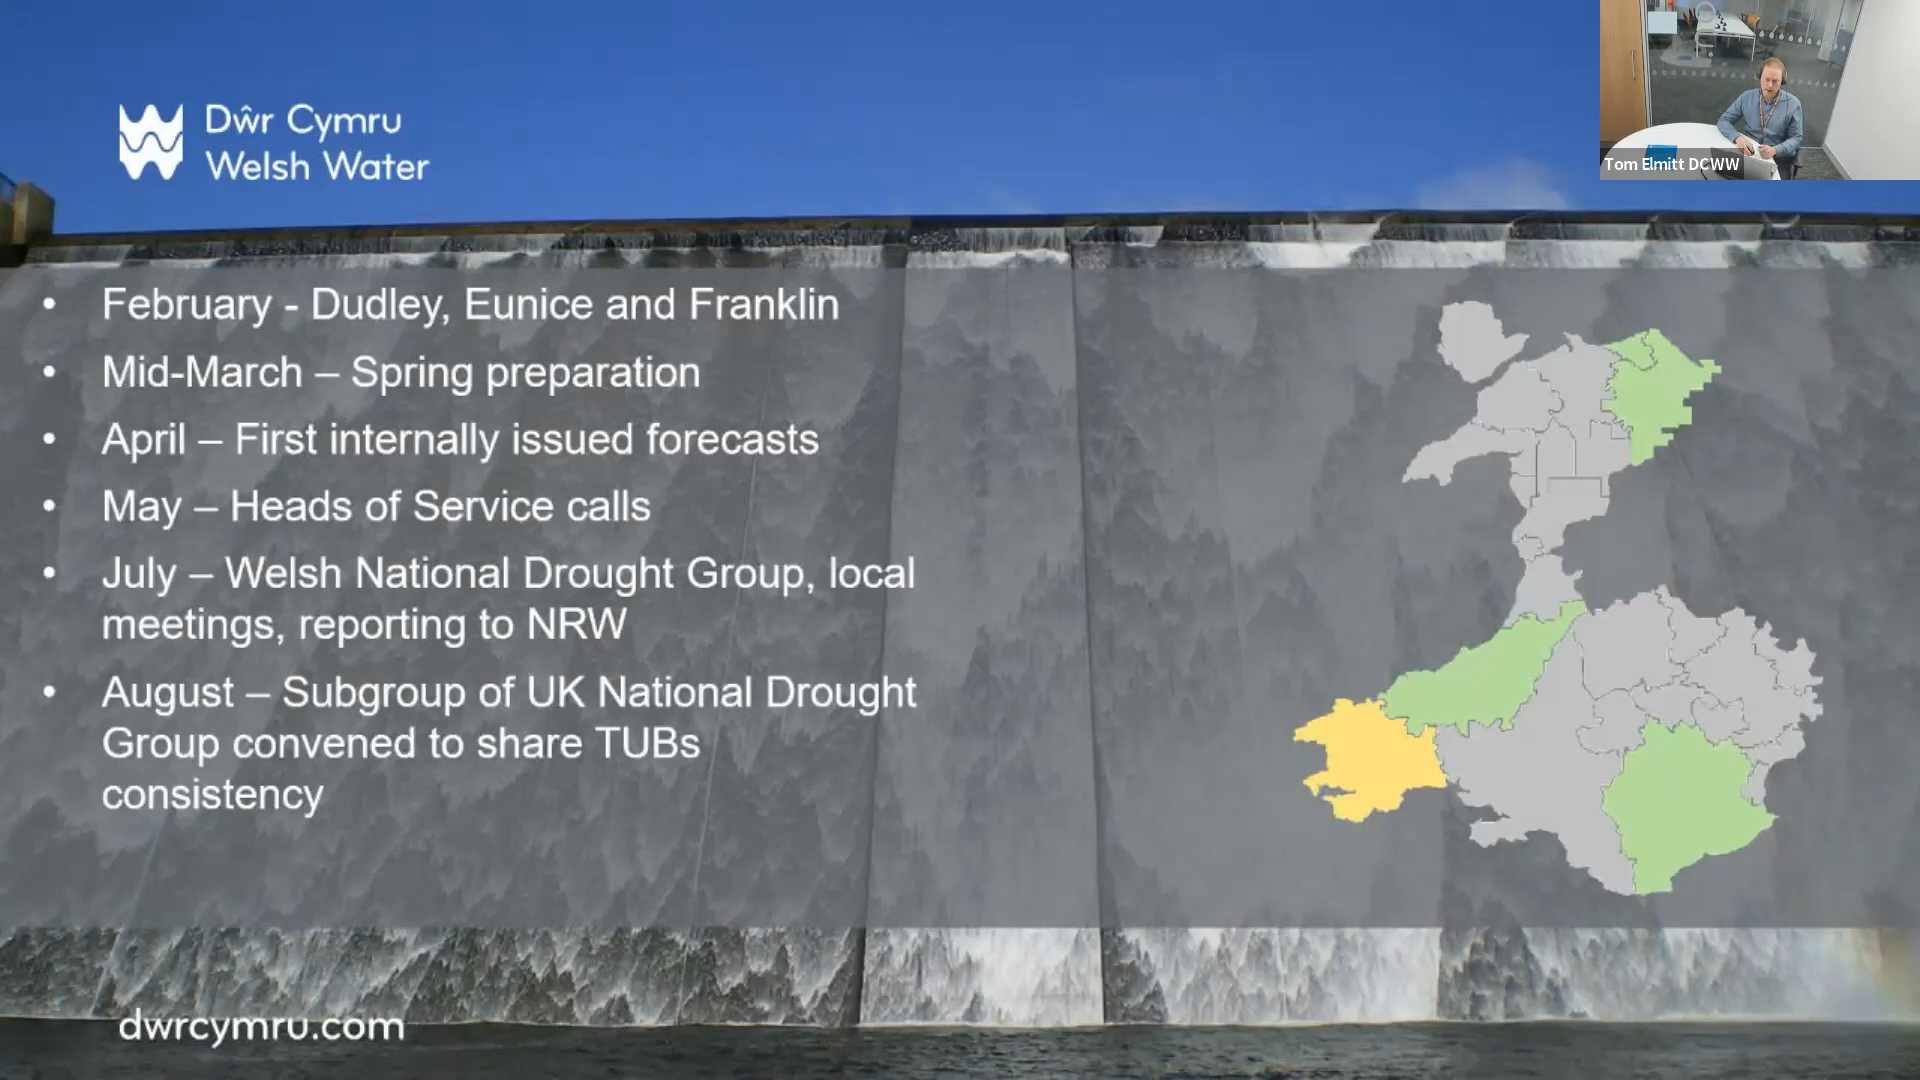 Dŵr Cymru
Welsh Water
Tom Elmitt DCWW
• February - Dudley, Eunice and Franklin
• Mid-March – Spring preparation
• April – First internally issued forecasts
• May – Heads of Service calls
• July – Welsh National Drought Group, local
meetings, reporting to NRW
• August – Subgroup of UK National Drought
Group convened to share TUBs
consistency
dwrcymru.com